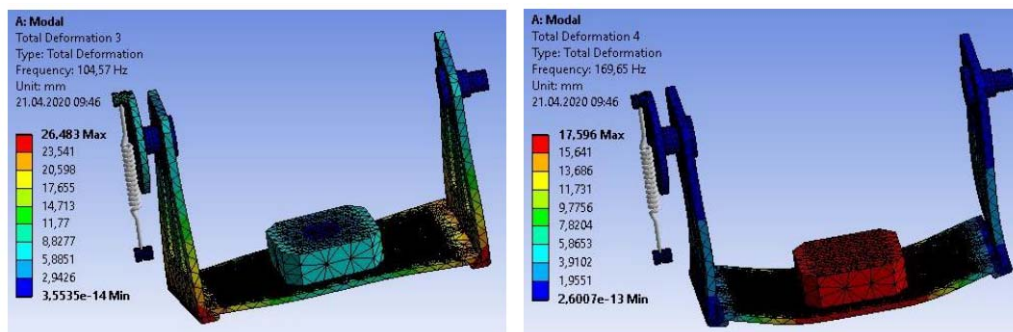 A: Modal
Total Deformation 3
Type: Total Deformation
Frequency: 104,57 Hz
Unit: mm
21.04.2020 09:46
26,483 Max
23,541
20,598
17,655
14,713
11,77
8,8277
5,8851
2,9426
3,5535e-14 Min
A: Modal
Total Deformation 4
Type: Total Deformation
Frequency: 169,65 Hz
Unit: mm
21.04.2020 09:46
17,596 Max
15,641
13,686
11,731
9,7756
7,8204
5,8653
3,9102
1,9551
2,6007e-13 Min